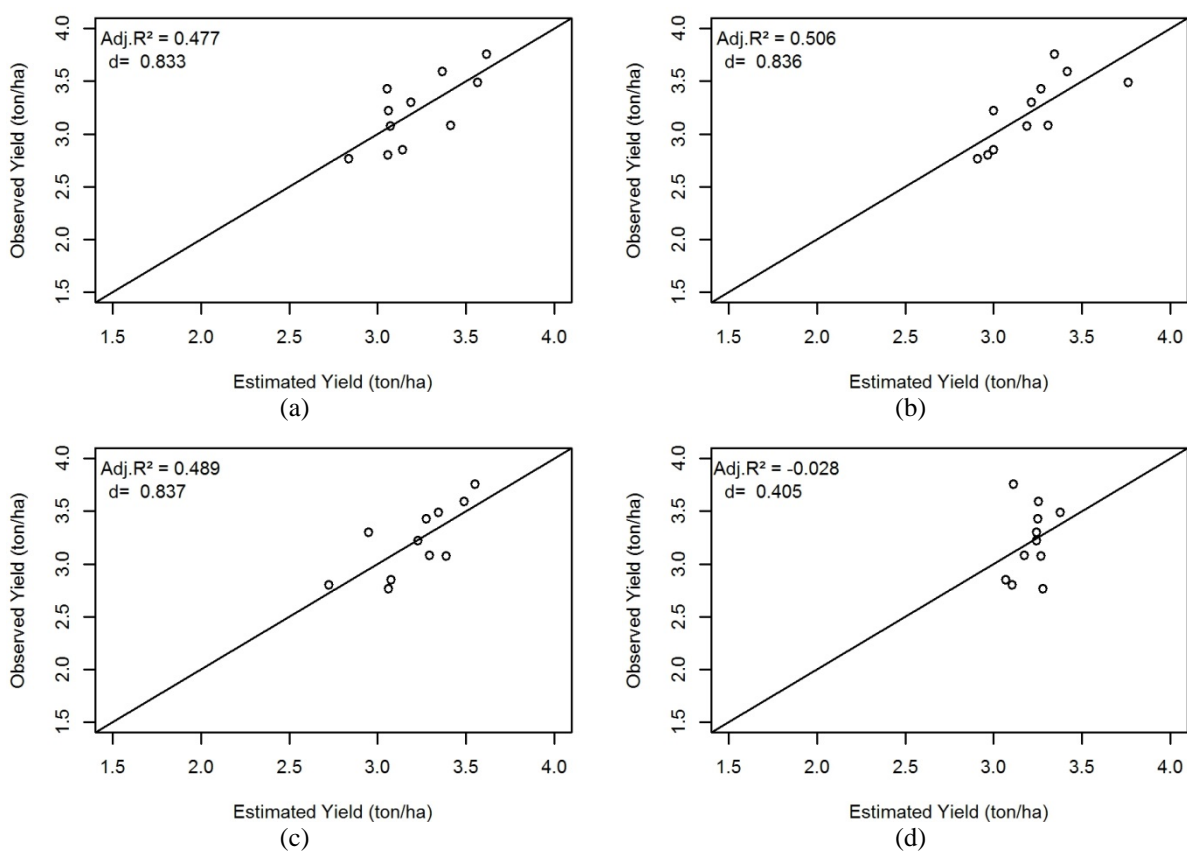 Adj.R² = 0.477
d= 0.833
Observed Yield (ton/ha)
4.0
3.5
3.0
2.5
2.0
1.5
1.5 2.0 2.5 3.0 3.5 4.0
Estimated Yield (ton/ha)
(a)
Adj.R² = 0.506
d= 0.836
Observed Yield (ton/ha)
4.0
3.5
3.0
2.5
2.0
1.5
1.5 2.0 2.5 3.0 3.5 4.0
Estimated Yield (ton/ha)
(b)
Adj.R² = 0.489
d= 0.837
Observed Yield (ton/ha)
4.0
3.5
3.0
2.5
2.0
1.5
1.5 2.0 2.5 3.0 3.5 4.0
Estimated Yield (ton/ha)
(c)
Adj.R² = -0.028
d= 0.405
Observed Yield (ton/ha)
4.0
3.5
3.0
2.5
2.0
1.5
1.5 2.0 2.5 3.0 3.5 4.0
Estimated Yield (ton/ha)
(d)